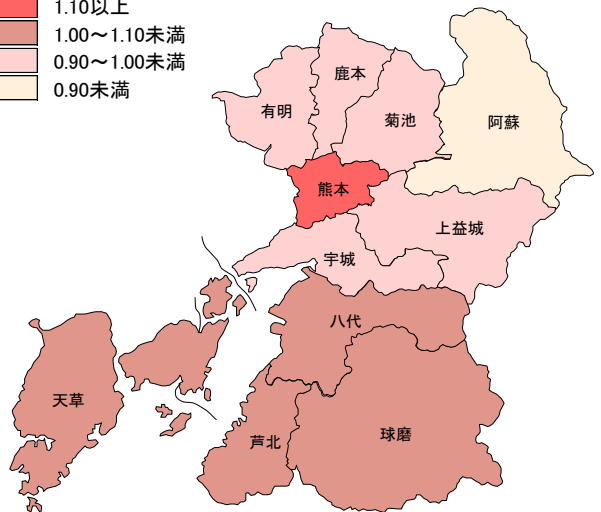 1.10以上
1.00～1.10未満
0.90～1.00未満
0.90未満
鹿本
有明
菊池
阿蘇
熊本
上益城
宇城
八代
天草
芦北
球磨